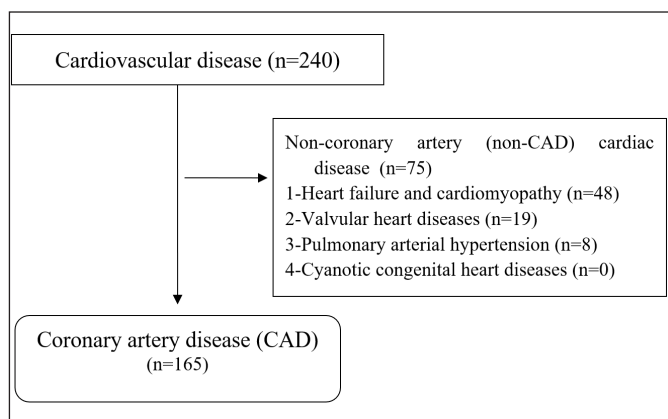 Cardiovascular disease (n=240)
Non-coronary artery (non-CAD) cardiac
disease (n=75)
1-Heart failure and cardiomyopathy (n=48)
2-Valvular heart diseases (n=19)
3-Pulmonary arterial hypertension (n=8)
4-Cyanotic congenital heart diseases (n=0)
Coronary artery disease (CAD)
(n=165)